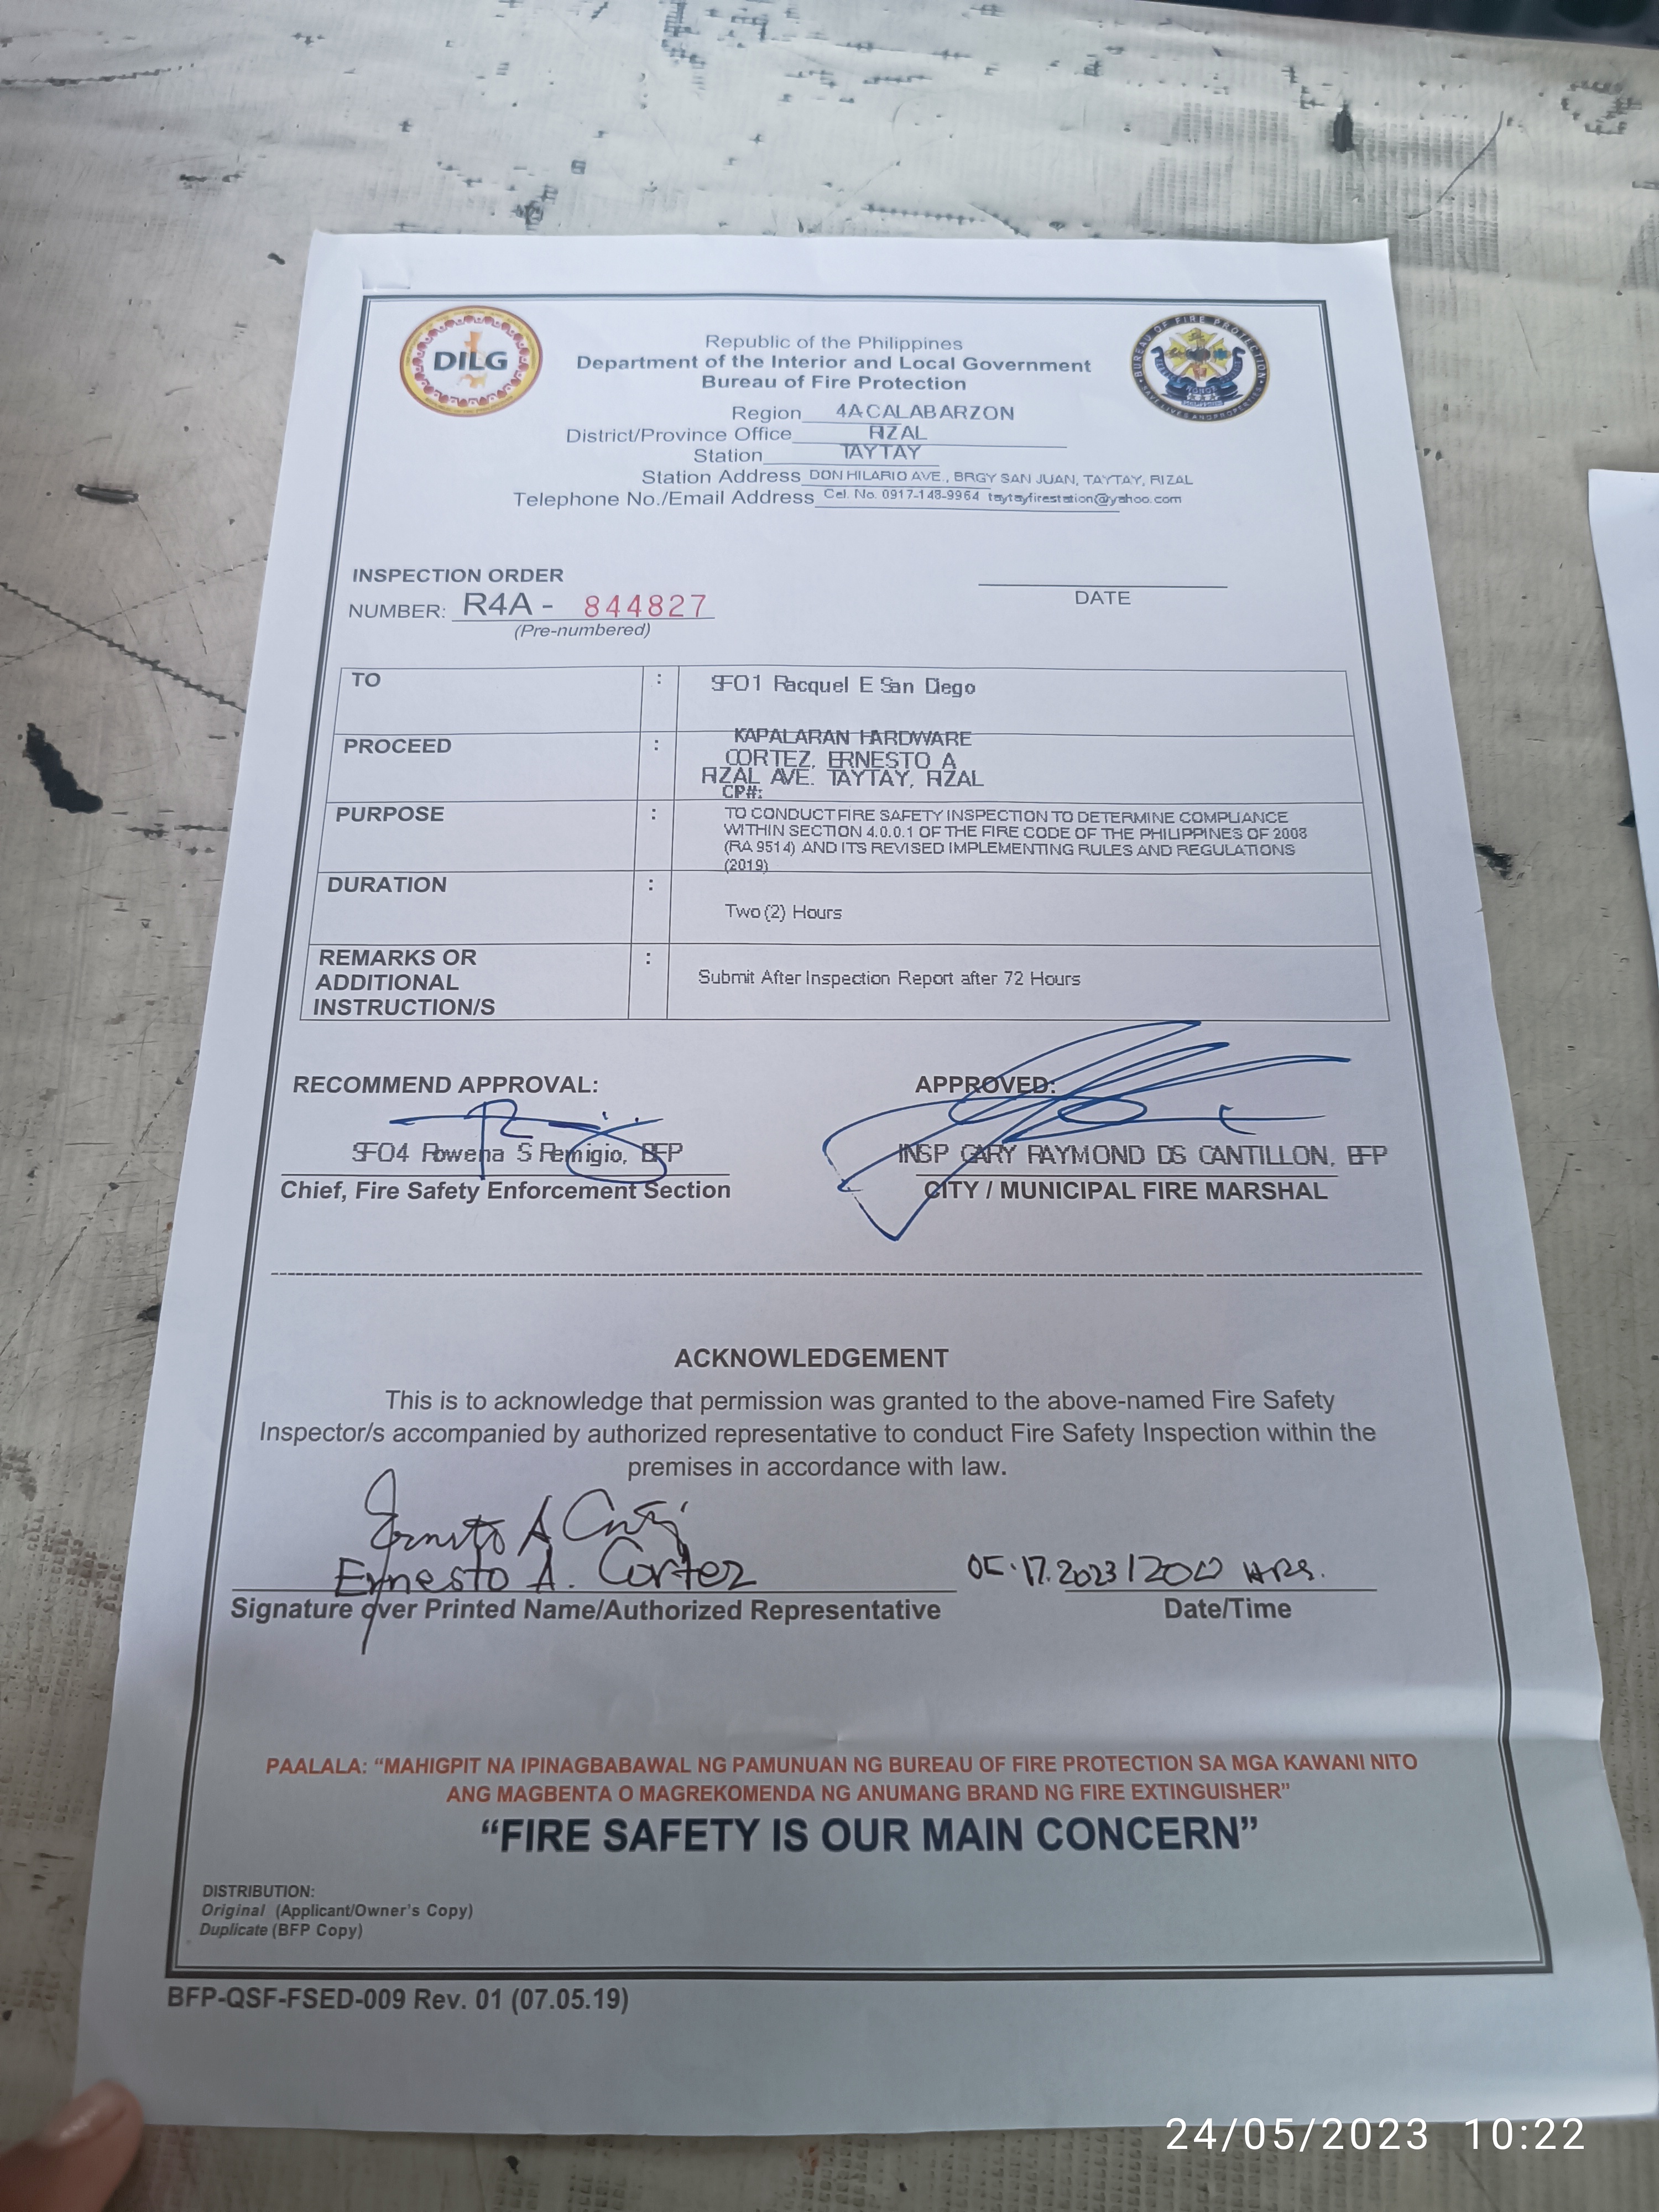 DILG
BUREAU OF FIRE PROTECTION
SAVE LIVES AND PROPERTIES
Republic of the Philippines
Department of the Interior and Local Government
Bureau of Fire Protection
Region 4A CALABARZON
District/Province Office RIZAL
Station TAYTAY
Station Address DON HILARIO AVE., BRGY SAN JUAN, TAYTAY, RIZAL
Telephone No./Email Address Cel. No. 0917-148-9964 taytayfirestation@yahoo.com
INSPECTION ORDER
NUMBER: R4A - 844827
(Pre-numbered)
DATE
TO : SFO1 Racquel E San Diego
PROCEED : KAPALARAN HARDWARE
CORTEZ, ERNESTO A
RIZAL AVE. TAYTAY, RIZAL
CP#:
PURPOSE : TO CONDUCT FIRE SAFETY INSPECTION TO DETERMINE COMPLIANCE
WITHIN SECTION 4.0.0.1 OF THE FIRE CODE OF THE PHILIPPINES OF 2008
(RA 9514) AND ITS REVISED IMPLEMENTING RULES AND REGULATIONS
(2019)
DURATION : Two (2) Hours
REMARKS OR
ADDITIONAL
INSTRUCTION/S : Submit After Inspection Report after 72 Hours
RECOMMEND APPROVAL:
SFO4 Rowena S Remigio, BFP
Chief, Fire Safety Enforcement Section
APPROVED:
INSP GARY RAYMOND DS CANTILLON, BFP
CITY / MUNICIPAL FIRE MARSHAL
ACKNOWLEDGEMENT
This is to acknowledge that permission was granted to the above-named Fire Safety
Inspector/s accompanied by authorized representative to conduct Fire Safety Inspection within the
premises in accordance with law.
Ernesto A. Cortez
05.17.2023 / 1200 HRS.
Signature over Printed Name/Authorized Representative
Date/Time
PAALALA: “MAHIGPIT NA IPINAGBABAWAL NG PAMUNUAN NG BUREAU OF FIRE PROTECTION SA MGA KAWANI NITO
ANG MAGBENTA O MAGREKOMENDA NG ANUMANG BRAND NG FIRE EXTINGUISHER”
“FIRE SAFETY IS OUR MAIN CONCERN”
DISTRIBUTION:
Original (Applicant/Owner's Copy)
Duplicate (BFP Copy)
BFP-QSF-FSED-009 Rev. 01 (07.05.19)
24/05/2023 10:22